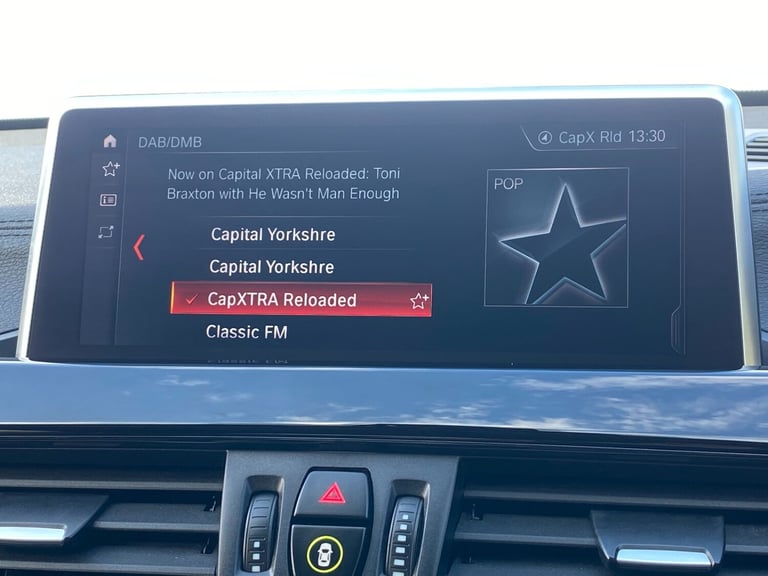 DAB/DMB
CapX Rld 13:30
Now on Capital XTRA Reloaded: Toni
Braxton with He Wasn't Man Enough
POP
Capital Yorkshre
Capital Yorkshre
CapXTRA Reloaded
Classic FM